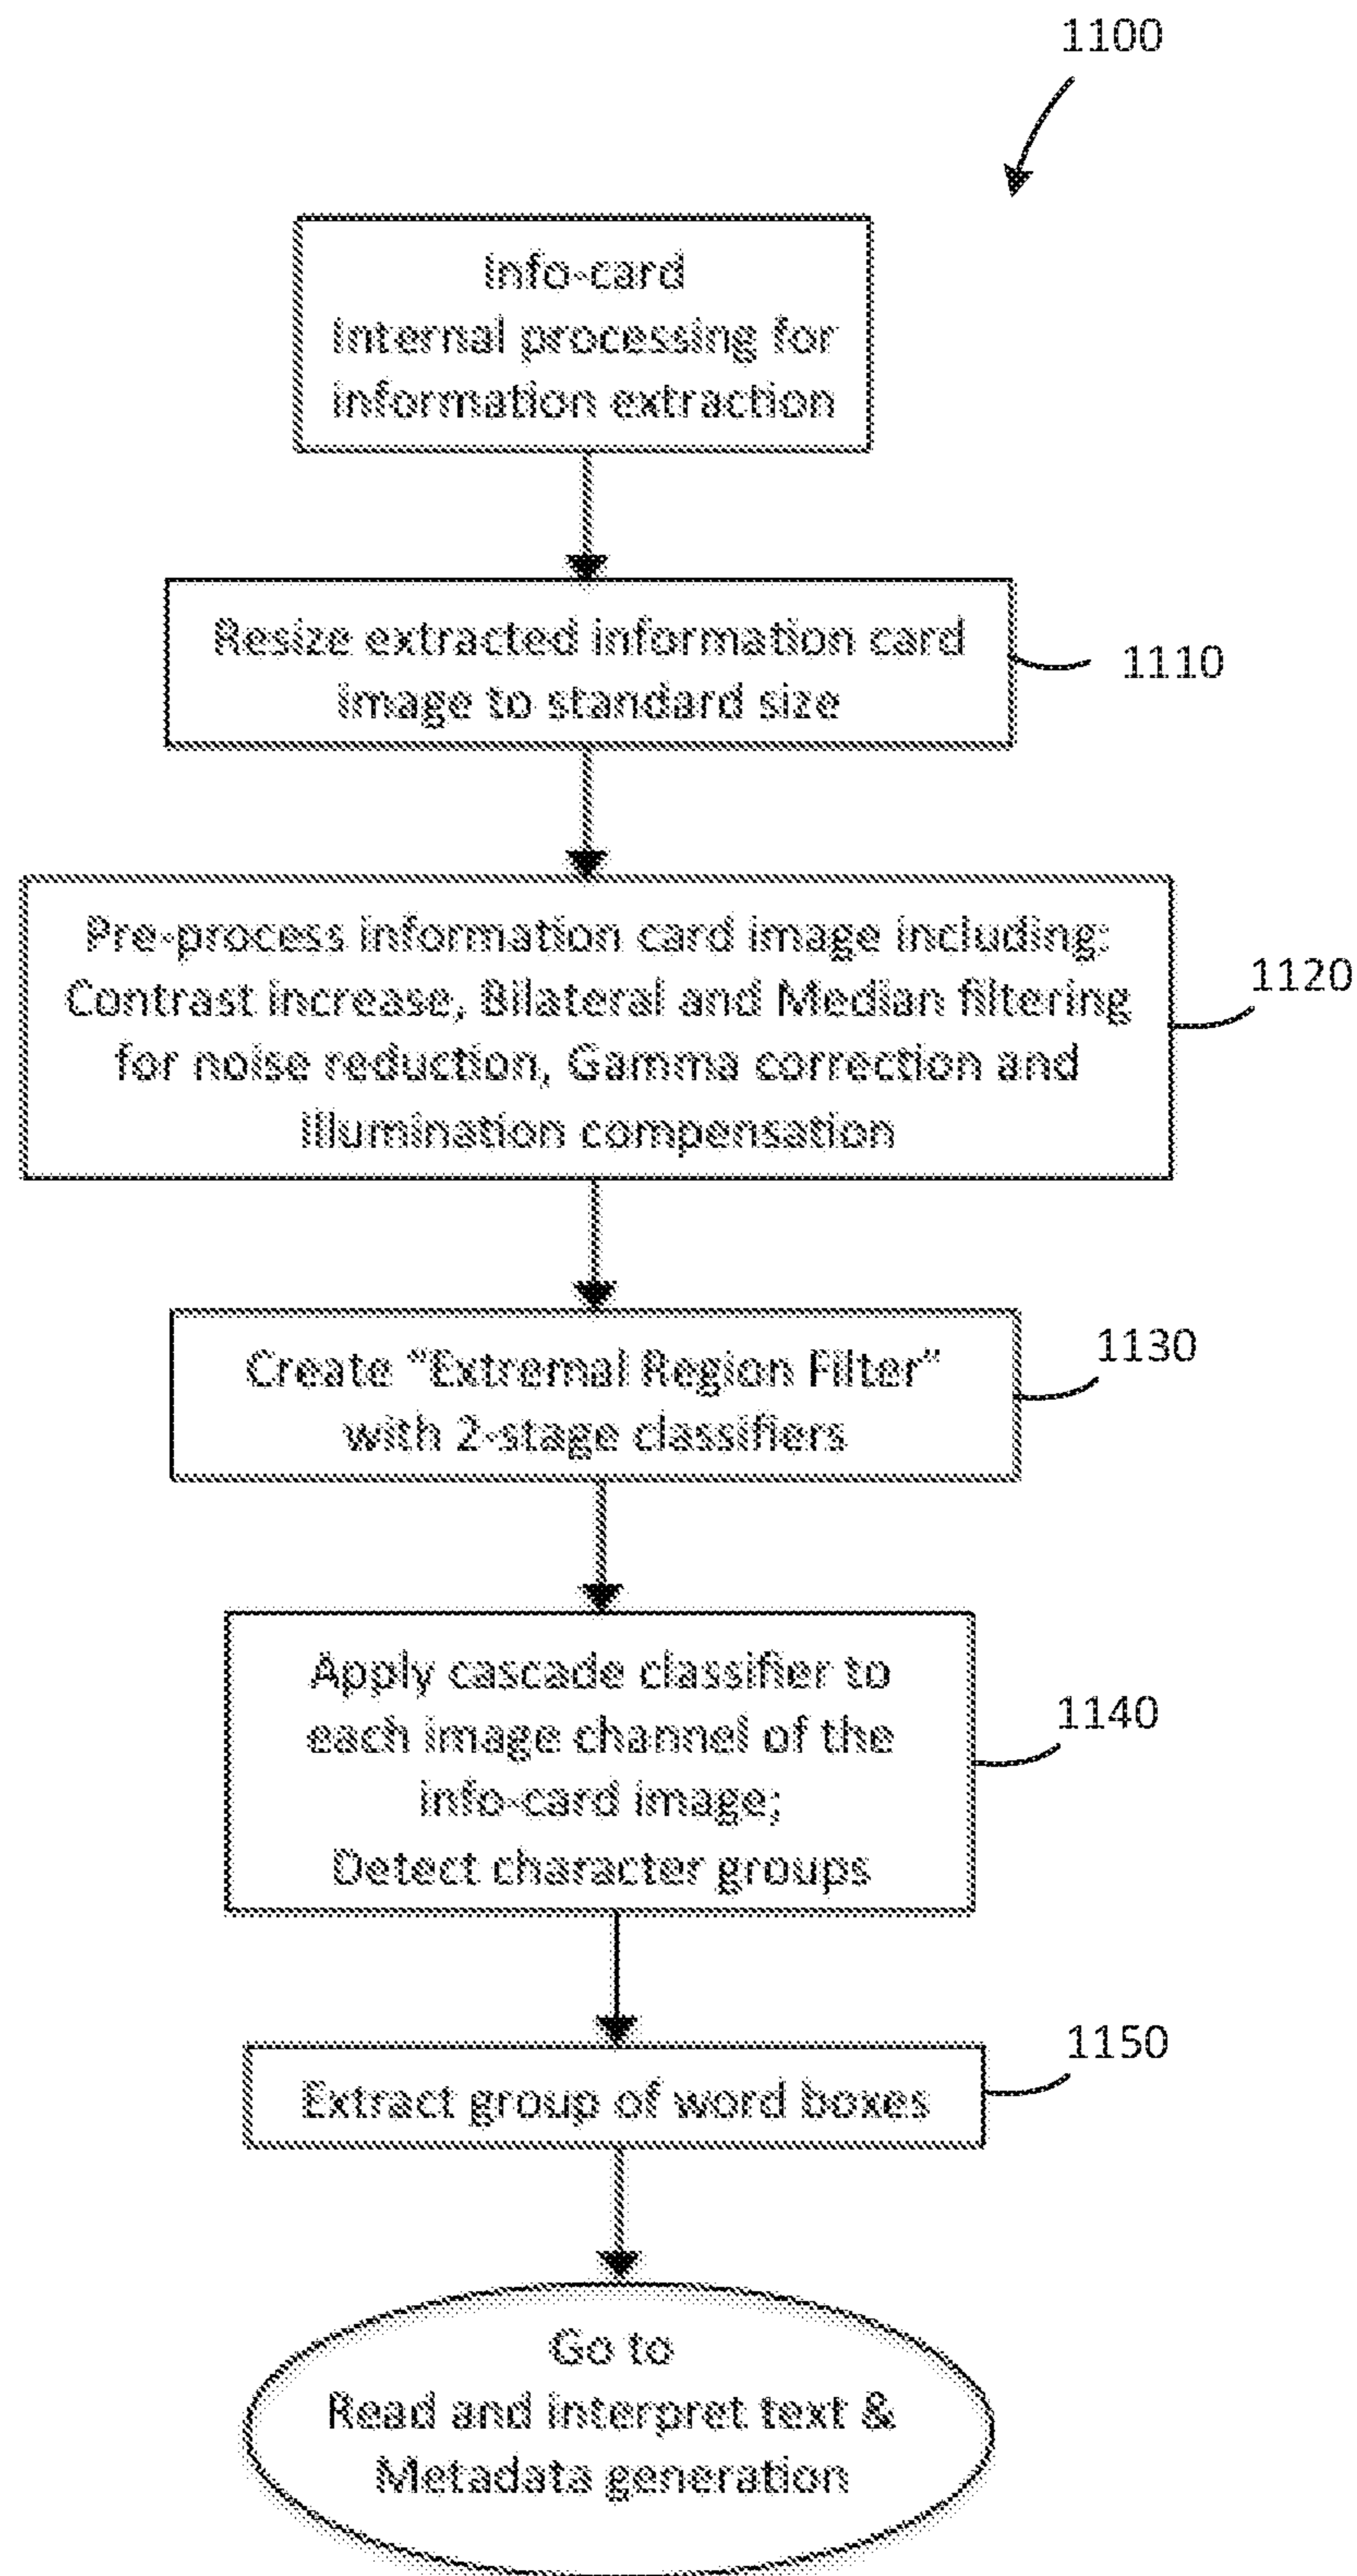 1100
Info-card
Internal processing for
information extraction
Resize extracted information card
image to standard size
1110
Pre-process information card image including:
Contrast increase, Bilateral and Median filtering
for noise reduction, Gamma correction and
Illumination compensation
1120
Create “Extremal Region Filter”
with 2-stage classifiers
1130
Apply cascade classifier to
each image channel of the
info-card image;
Detect character groups
1140
Extract group of word boxes
1150
Go to
Read and interpret text &
Metadata generation